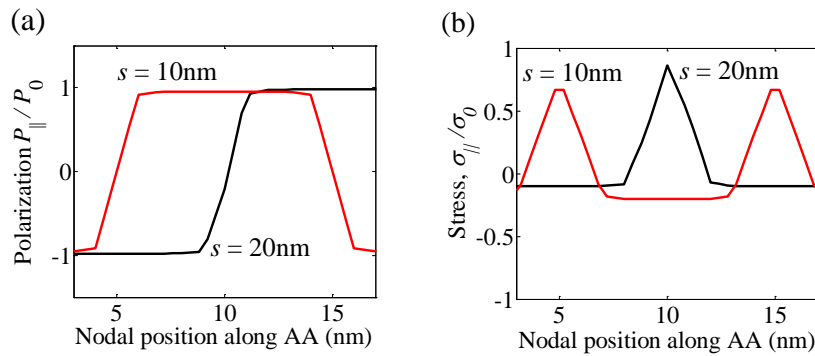 (a)
Polarization P∥ / P0
1
0
-1
s = 10nm
s = 20nm
5
10
15
Nodal position along AA (nm)
(b)
Stress, σ∥/σ0
1
0.5
0
-0.5
-1
s = 10nm
s = 20nm
5
10
15
Nodal position along AA (nm)